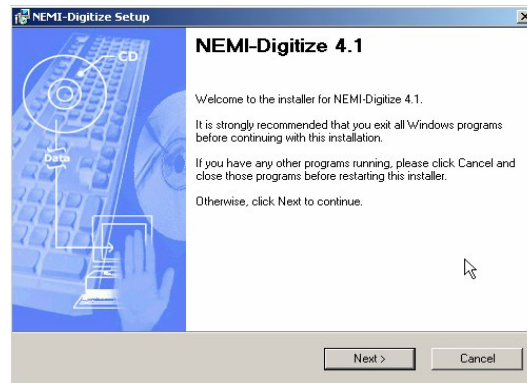 NEMI-Digitize Setup
CD
Data
NEMI-Digitize 4.1
Welcome to the installer for NEMI-Digitize 4.1.
It is strongly recommended that you exit all Windows programs
before continuing with this installation.
If you have any other programs running, please click Cancel and
close those programs before restarting this installer.
Otherwise, click Next to continue.
Next >
Cancel